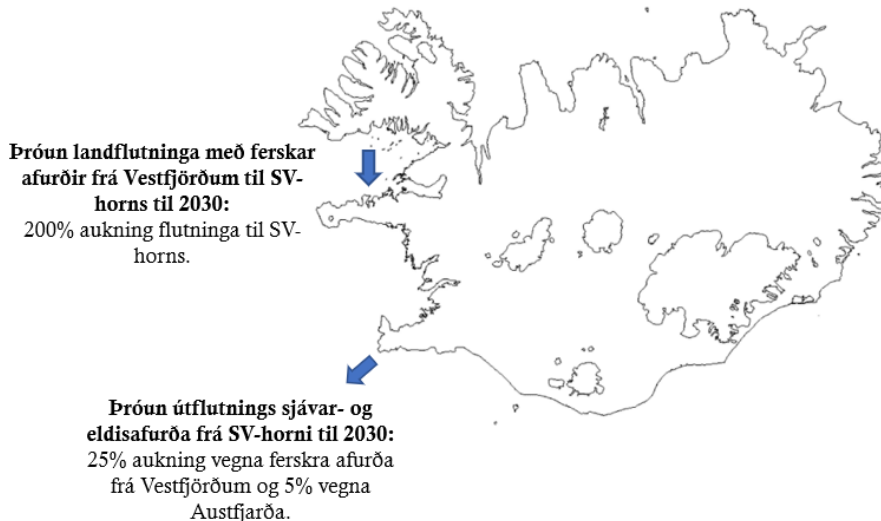 Þróun landflutninga með ferskar
afurðir frá Vestfjörðum til SV-
horns til 2030:
200% aukning flutninga til SV-
horns.
Þróun útflutnings sjávar- og
eldisafurða frá SV-horni til 2030:
25% aukning vegna ferskra afurða
frá Vestfjörðum og 5% vegna
Austfjarða.